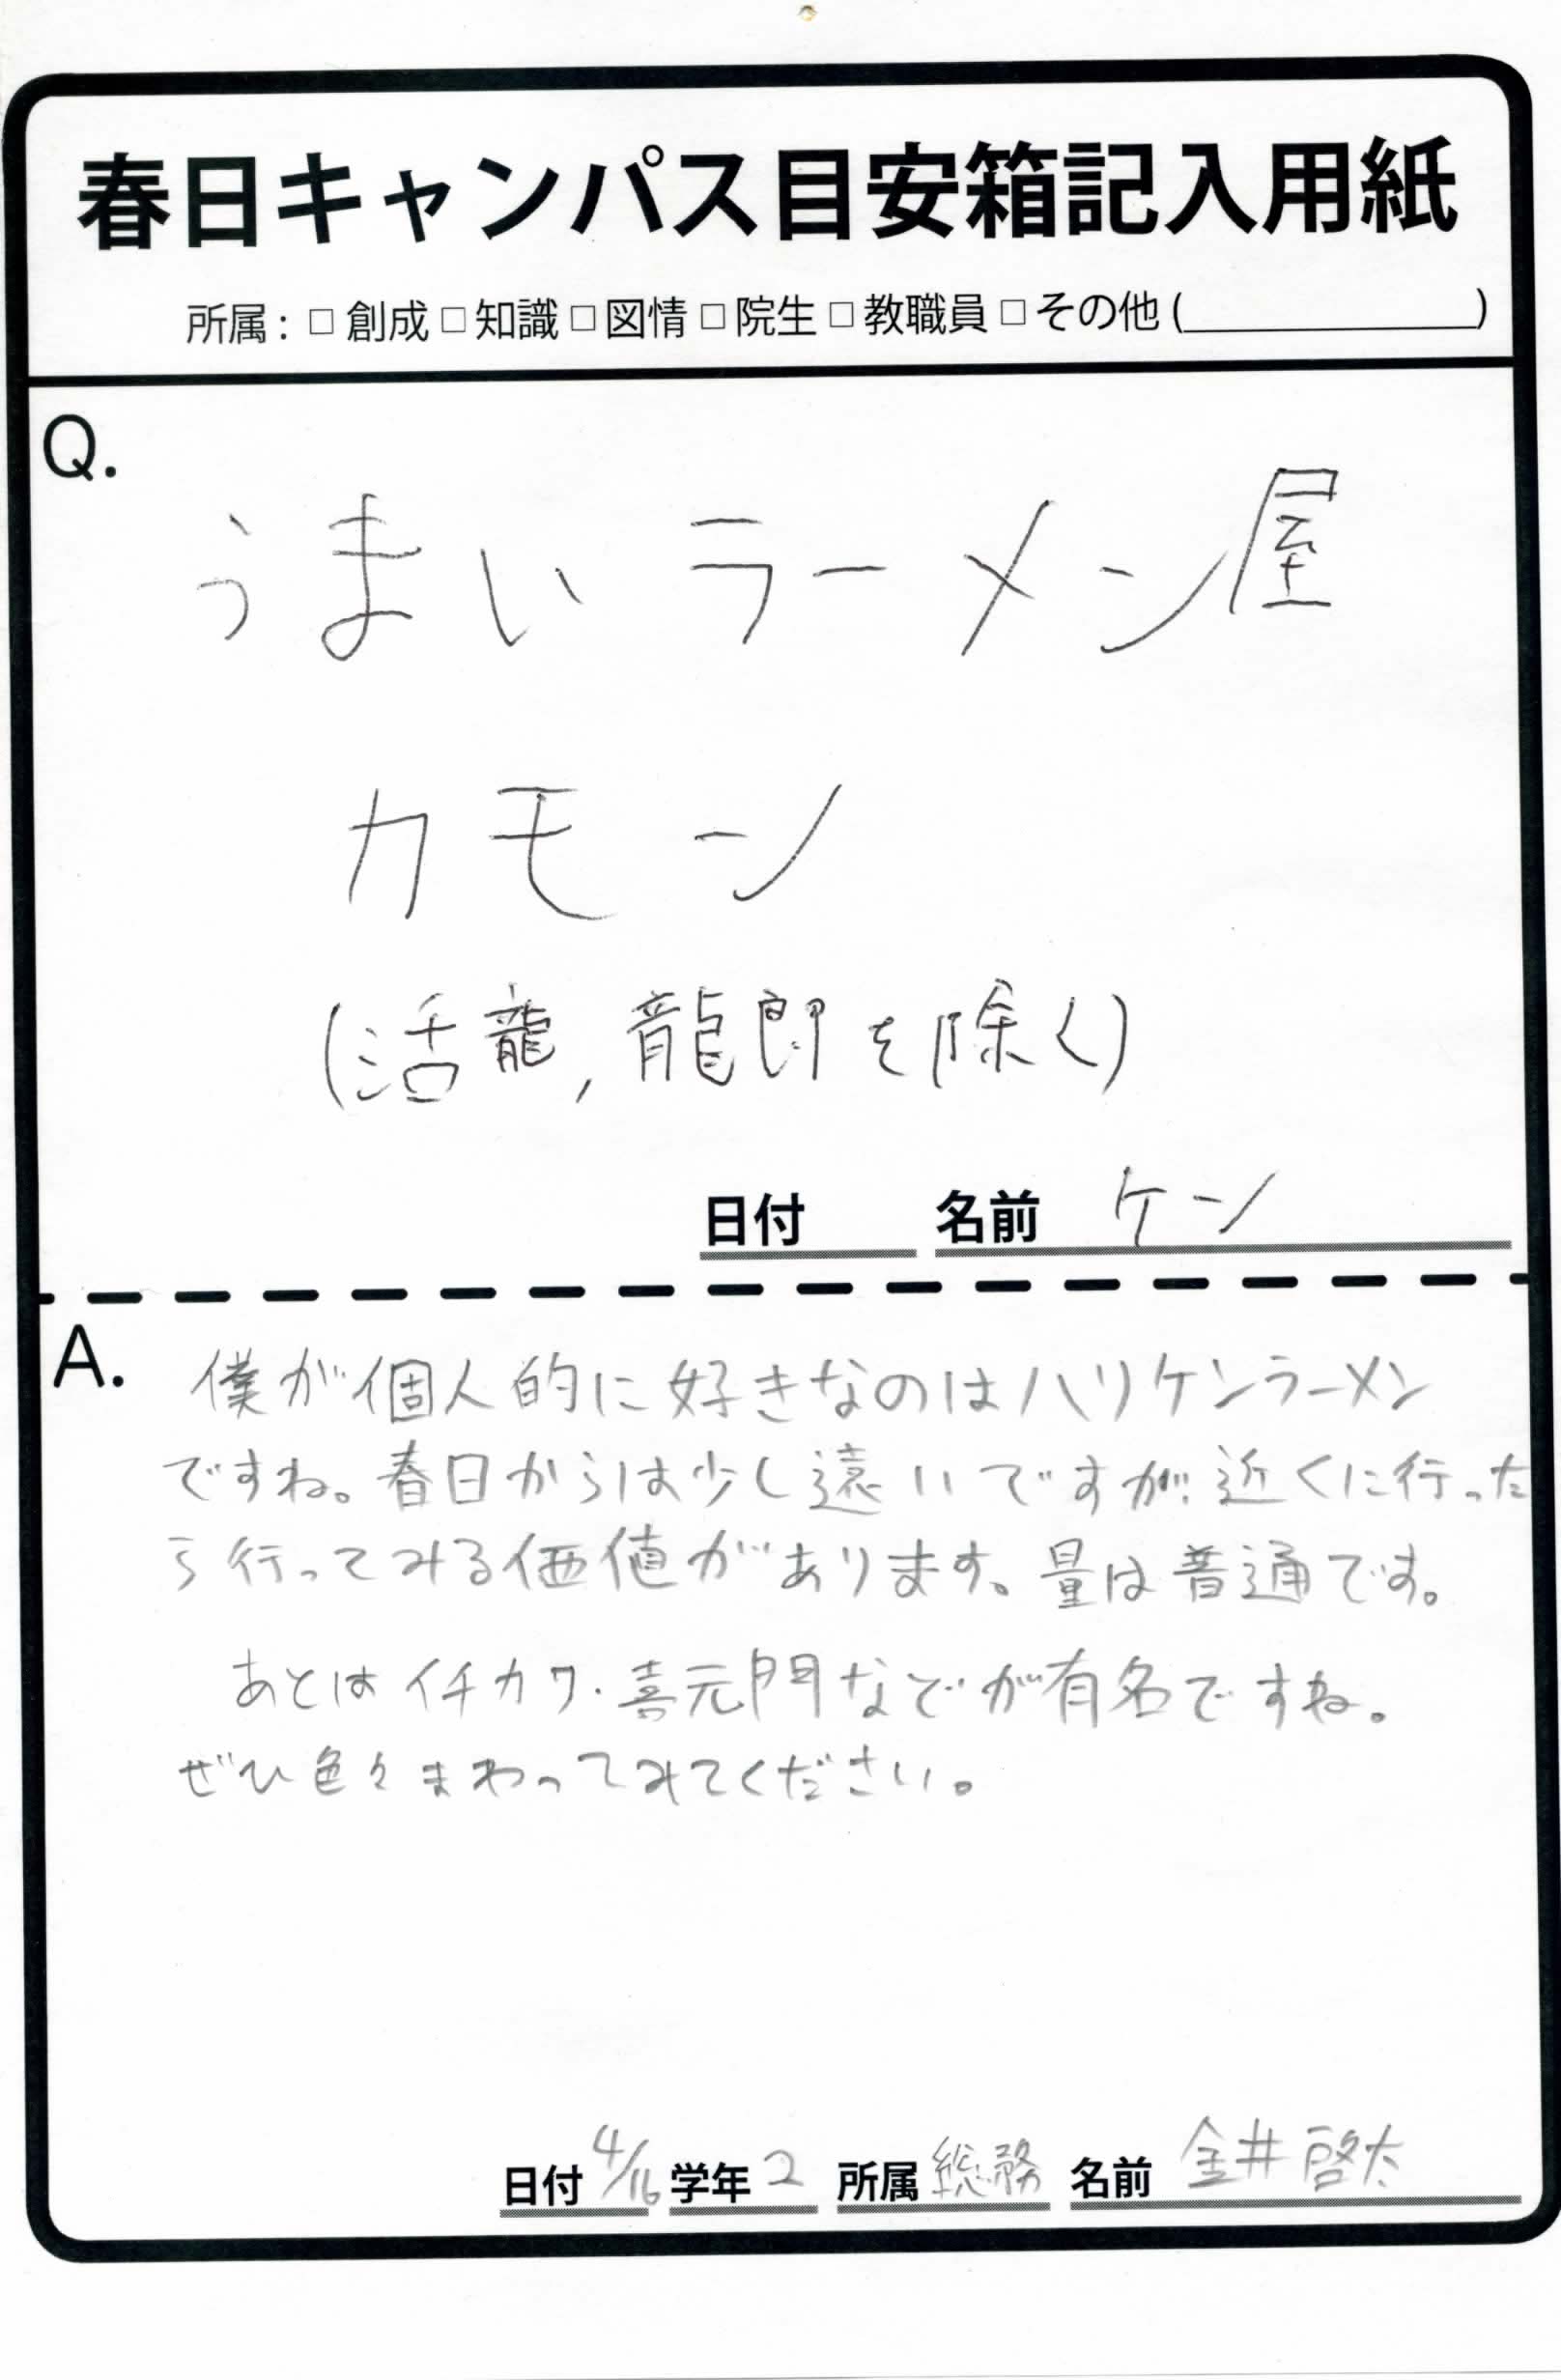 春日キャンパス目安箱記入用紙
所属：□ 創成 □ 知識 □ 図情 □ 院生 □ 教職員 □ その他 (　　　　)
Q.
うまいラーメン屋
カモン
(活龍, 龍郎を除く)
日付　　名前 ケン
A. 僕が個人的に好きなのはハリケンラーメン
ですね。春日からは少し遠いですが、近くに行った
ら行ってみる価値があります。量は普通です。
あとはイチカワ・喜元門などが有名ですね。
ぜひ色々まわってみてください。
日付 4/16 学年 2 所属 総務 名前 金井啓太